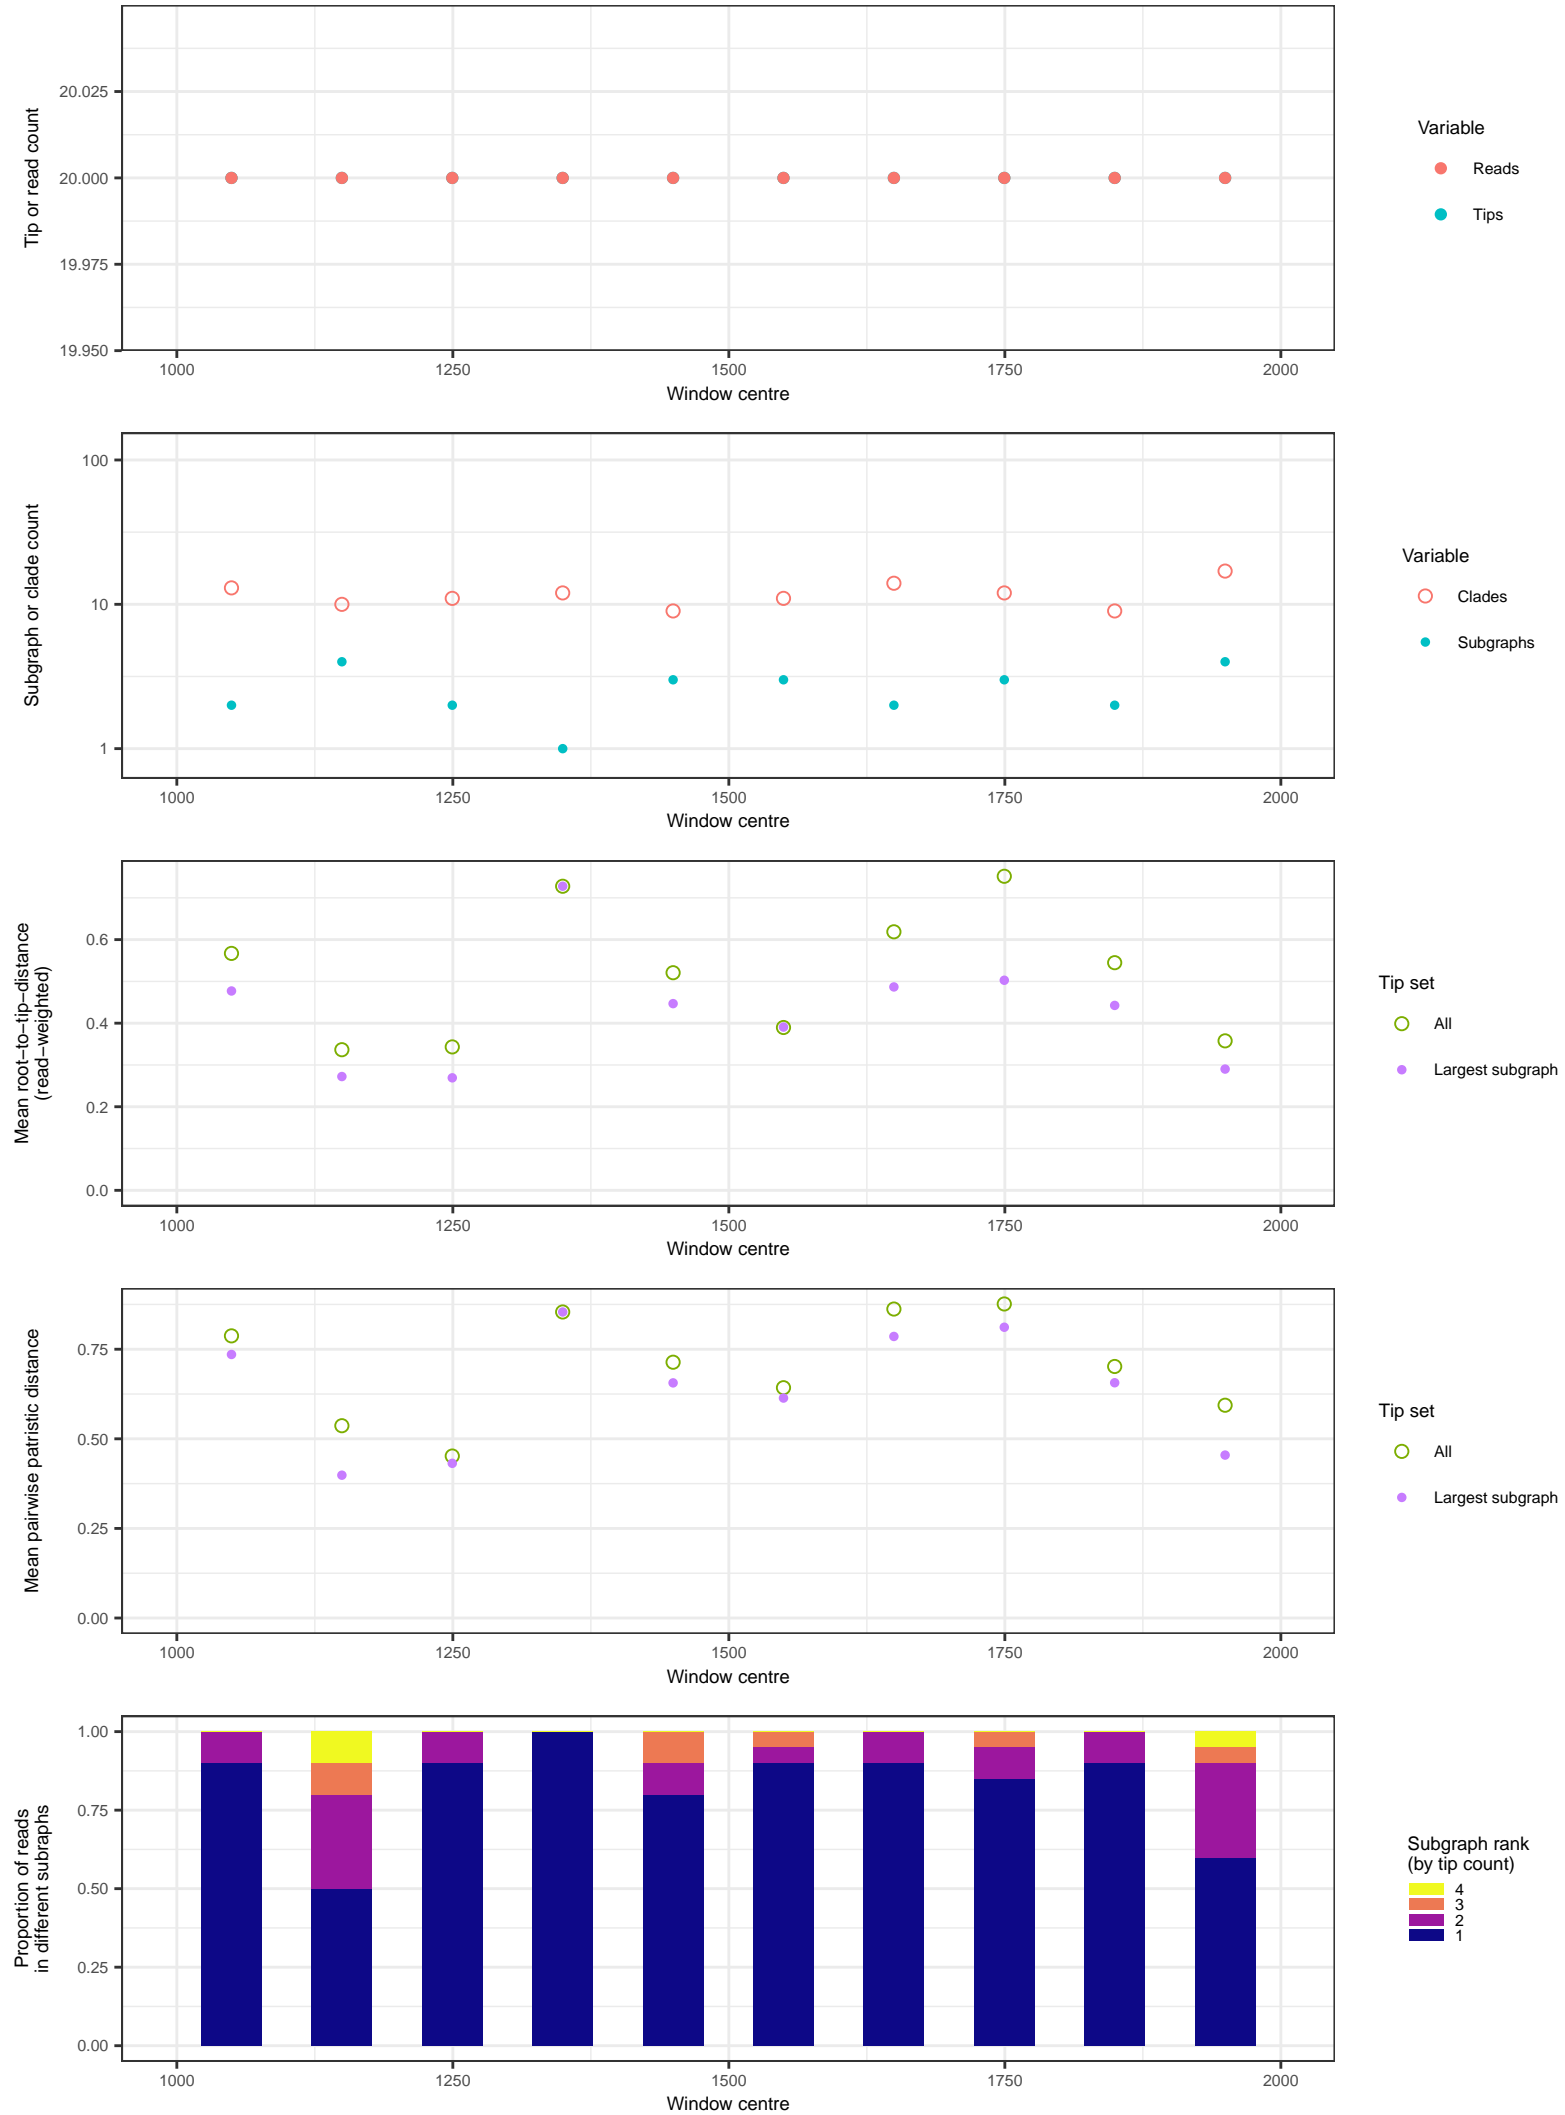 Tip or read count
20.025
20.000
19.975
19.950
1000 1250 1500 1750 2000
Window centre
Variable
Reads
Tips
Subgraph or clade count
100
10
1
1000 1250 1500 1750 2000
Window centre
Variable
Clades
Subgraphs
Mean root−to−tip−distance
(read−weighted)
0.6
0.4
0.2
0.0
1000 1250 1500 1750 2000
Window centre
Tip set
All
Largest subgraph
Mean pairwise patristic distance
0.75
0.50
0.25
0.00
1000 1250 1500 1750 2000
Window centre
Tip set
All
Largest subgraph
Proportion of reads
in different subraphs
1.00
0.75
0.50
0.25
0.00
1000 1250 1500 1750 2000
Window centre
Subgraph rank
(by tip count)
4
3
2
1